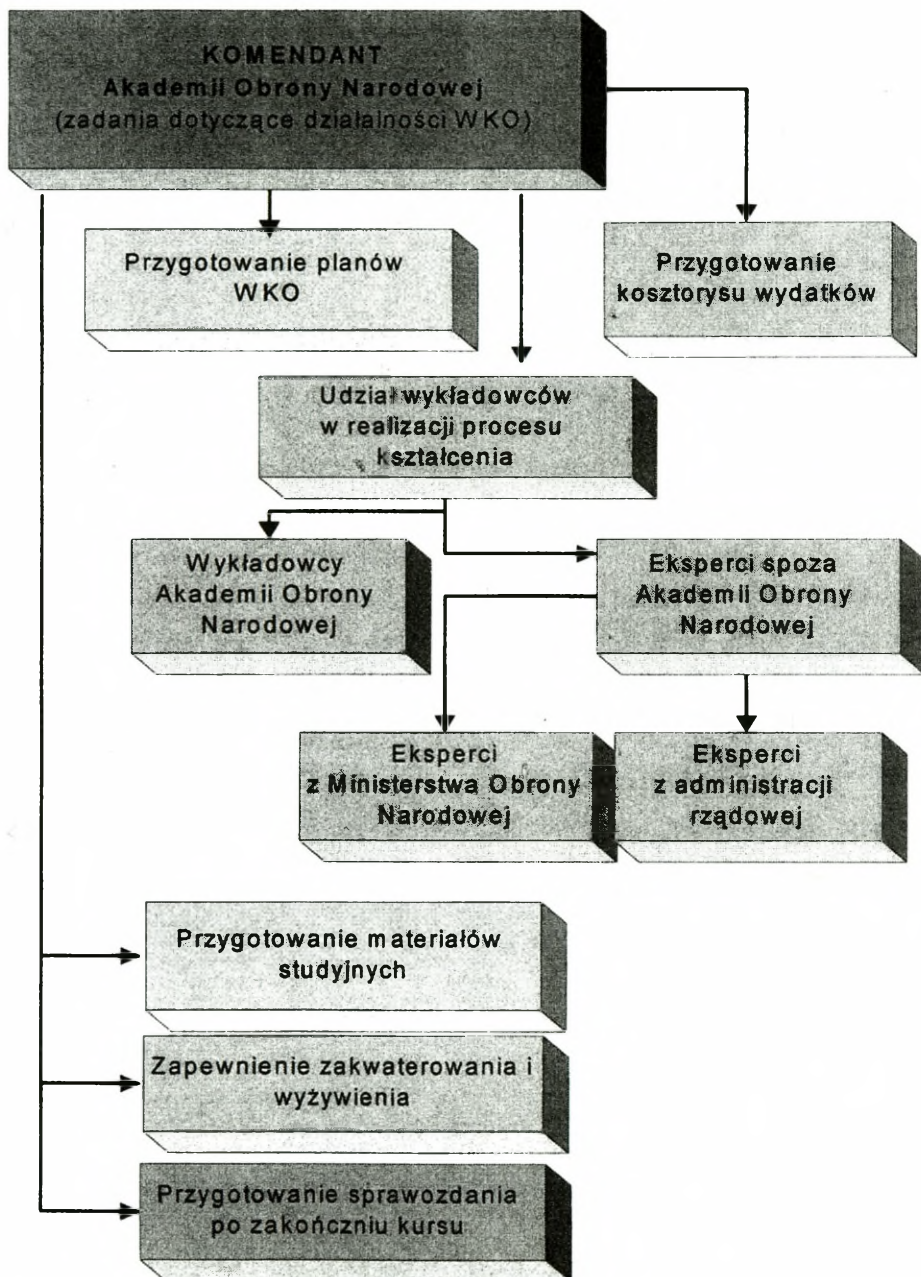 KOMENDANT
Akademii Obrony Narodowej
(zadania dotyczące działalności WKO)
Przygotowanie planów
WKO
Przygotowanie
kosztorysu wydatków
Udział wykładowców
w realizacji procesu
kształcenia
Wykładowcy
Akademii Obrony
Narodowej
Eksperci spoza
Akademii Obrony
Narodowej
Eksperci
z Ministerstwa Obrony
Narodowej
Eksperci
z administracji
rządowej
Przygotowanie materiałów
studyjnych
Zapewnienie zakwaterowania i
wyżywienia
Przygotowanie sprawozdania
po zakończniu kursu